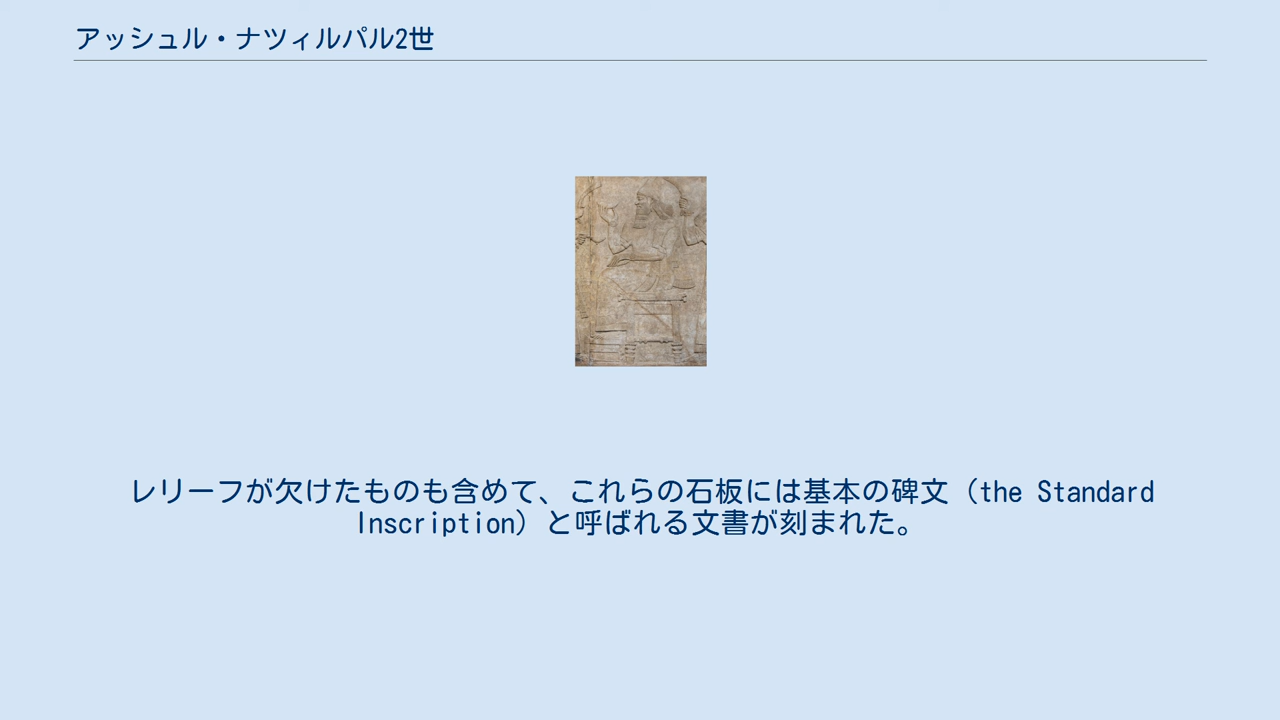 アッシュル・ナツィルパル2世
レリーフが欠けたものも含めて、これらの石板には基本の碑文（the Standard
Inscription）と呼ばれる文書が刻まれた。